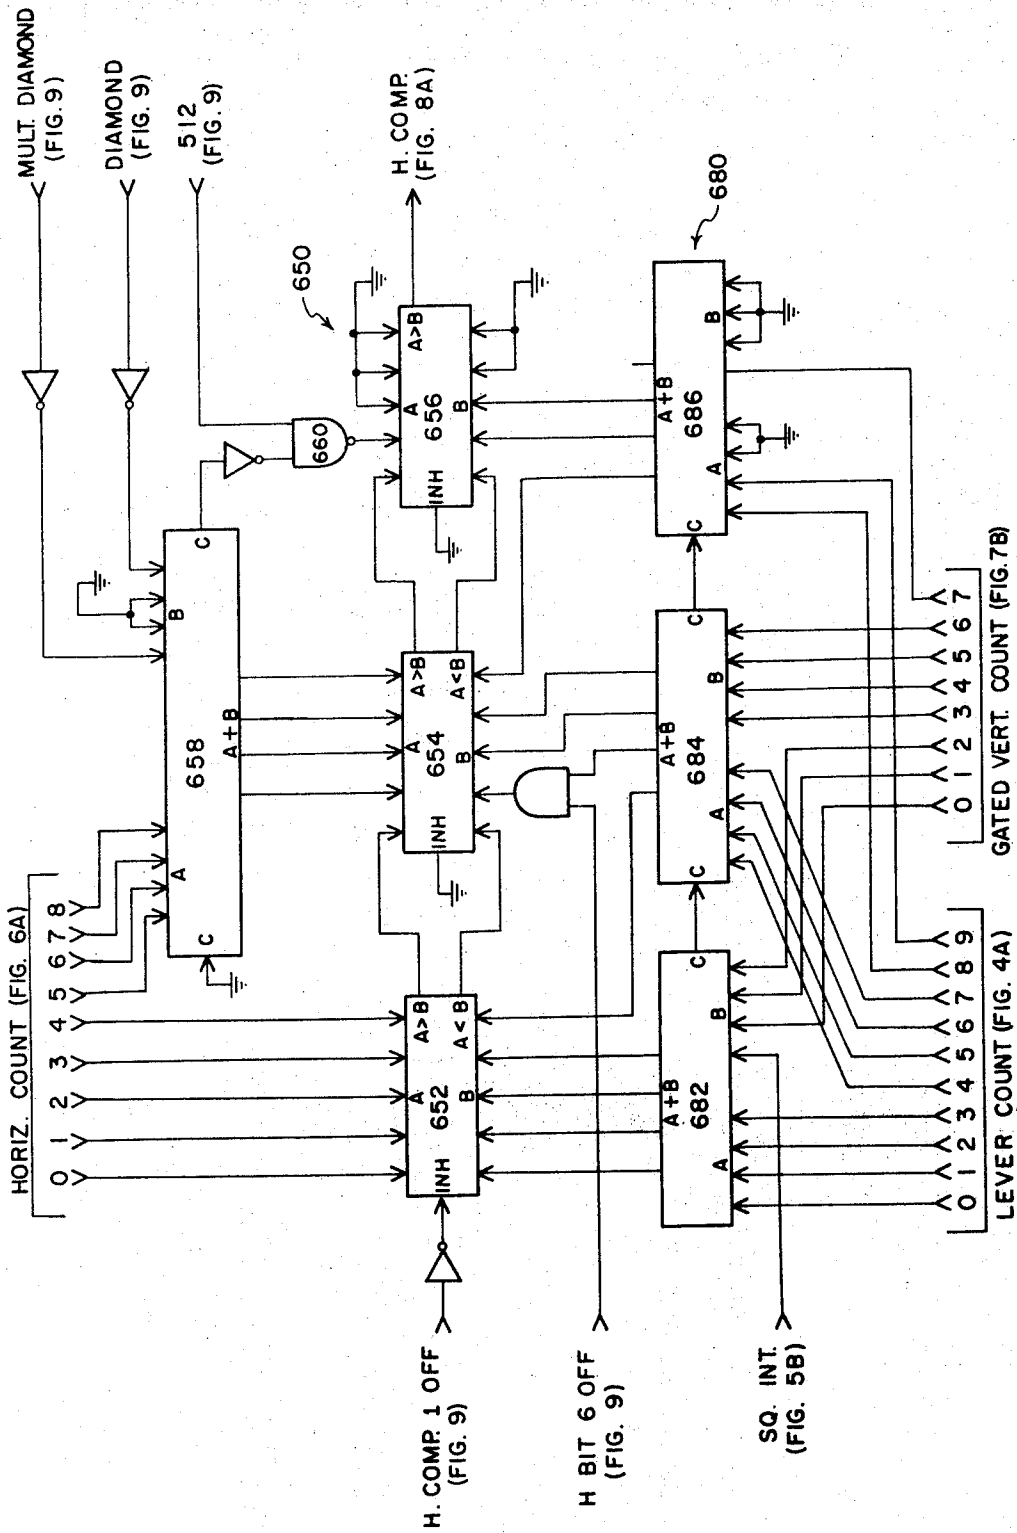 MULT. DIAMOND
(FIG. 9)
DIAMOND
(FIG. 9)
512
(FIG. 9)
H. COMP.
(FIG. 8A)
650
680
HORIZ. COUNT (FIG. 6A)
0 1 2 3 4 5 6 7 8
C A B C
658
A+B
660
INH A A>B
652
B A<B
INH A A>B
654
B A<B
INH A A>B
656
B
H. COMP. 1 OFF
(FIG. 9)
H BIT 6 OFF
(FIG. 9)
SQ. INT.
(FIG. 5B)
A+B C
682
A B
A+B C
684
C A B
A+B
686
C A B
0 1 2 3 4 5 6 7 8 9
LEVER COUNT (FIG. 4A)
0 1 2 3 4 5 6 7
GATED VERT. COUNT (FIG. 7B)